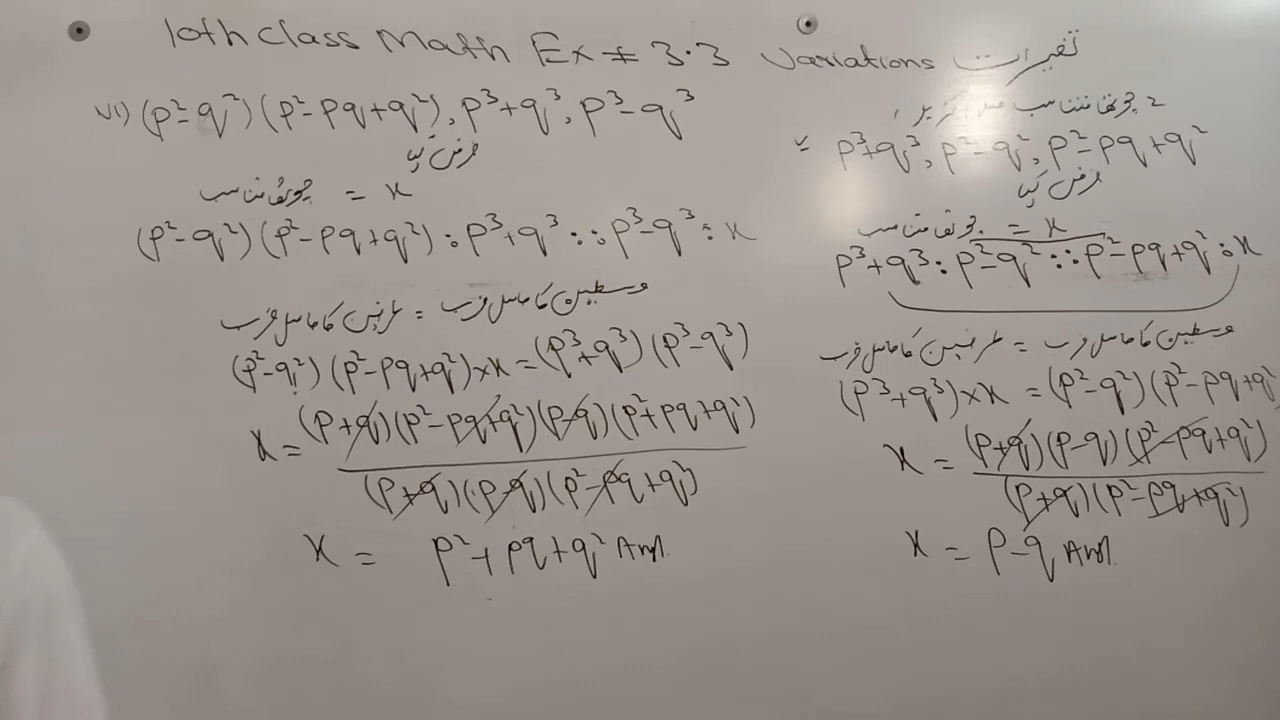 10th Class Math Ex # 3.3 Variations تغیرات
vi) (p²-q²)(p²-pq+q²), p³+q³, p³-q³
فرض کیا
چوتھا متناسب = x
(p²-q²)(p²-pq+q²) : p³+q³ :: p³-q³ : x
طرفین کا حاصل ضرب = وسطین کا حاصل ضرب
(p²-q²)(p²-pq+q²)×x = (p³+q³)(p³-q³)
x = (p+q)(p²-pq+q²)(p-q)(p²+pq+q²)
(p+q)(p-q)(p²-pq+q²)
x = p²+pq+q² Ans.
چوتھا متناسب
v p³+q³, p²-q², p²-pq+q²
فرض کیا
چوتھا متناسب = x
p³+q³ : p²-q² :: p²-pq+q² : x
طرفین کا حاصل ضرب = وسطین کا حاصل ضرب
(p³+q³)×x = (p²-q²)(p²-pq+q²
x = (p+q)(p-q)(p²-pq+q²)
(p+q)(p²-pq+q²)
x = p-q Ans.